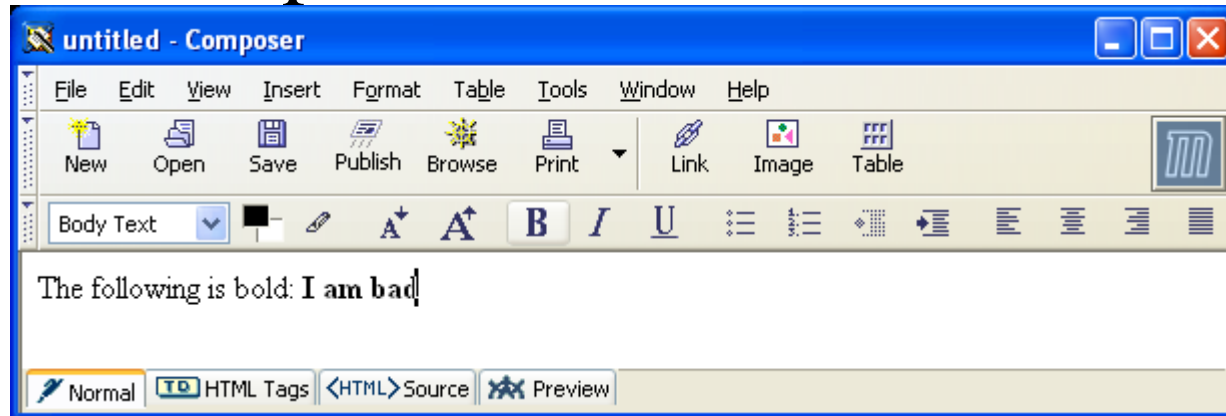 untitled - Composer
File Edit View Insert Format Table Tools Window Help
New Open Save Publish Browse Print Link Image Table
Body Text A A B I U
The following is bold: I am bad
Normal TD HTML Tags <HTML> Source Preview